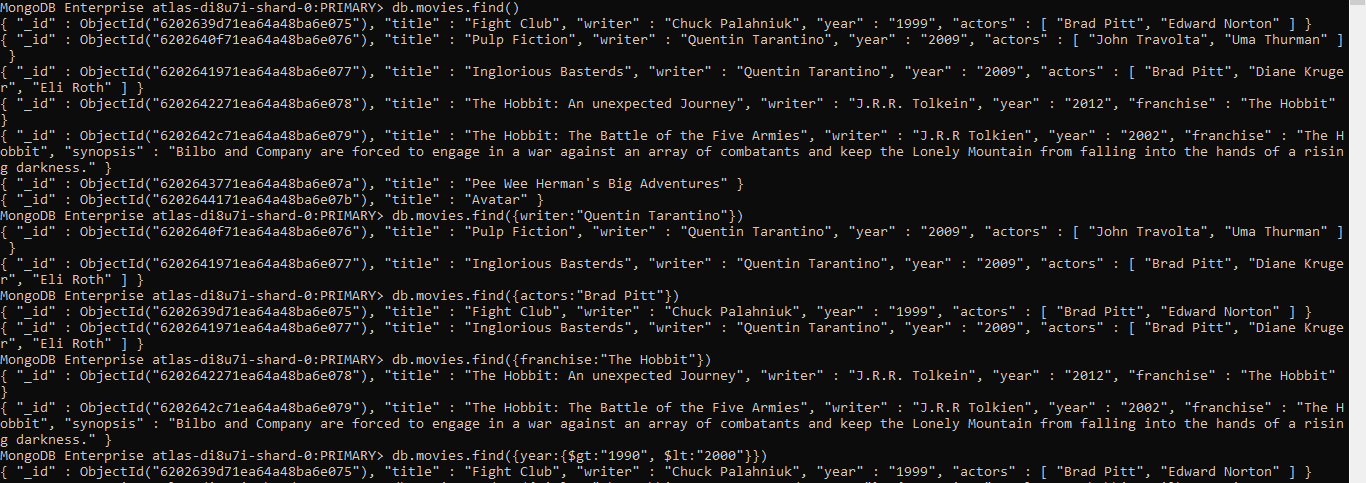 MongoDB Enterprise atlas-di8u7i-shard-0:PRIMARY> db.movies.find()
{ "_id" : ObjectId("6202639d71ea64a48ba6e075"), "title" : "Fight Club", "writer" : "Chuck Palahniuk", "year" : "1999", "actors" : [ "Brad Pitt", "Edward Norton" ] }
{ "_id" : ObjectId("6202640f71ea64a48ba6e076"), "title" : "Pulp Fiction", "writer" : "Quentin Tarantino", "year" : "2009", "actors" : [ "John Travolta", "Uma Thurman" ]
 }
{ "_id" : ObjectId("6202641971ea64a48ba6e077"), "title" : "Inglorious Basterds", "writer" : "Quentin Tarantino", "year" : "2009", "actors" : [ "Brad Pitt", "Diane Kruge
r", "Eli Roth" ] }
{ "_id" : ObjectId("6202642271ea64a48ba6e078"), "title" : "The Hobbit: An unexpected Journey", "writer" : "J.R.R. Tolkein", "year" : "2012", "franchise" : "The Hobbit"
}
{ "_id" : ObjectId("6202642c71ea64a48ba6e079"), "title" : "The Hobbit: The Battle of the Five Armies", "writer" : "J.R.R Tolkien", "year" : "2002", "franchise" : "The H
obbit", "synopsis" : "Bilbo and Company are forced to engage in a war against an array of combatants and keep the Lonely Mountain from falling into the hands of a risin
g darkness." }
{ "_id" : ObjectId("6202643771ea64a48ba6e07a"), "title" : "Pee Wee Herman's Big Adventures" }
{ "_id" : ObjectId("6202644171ea64a48ba6e07b"), "title" : "Avatar" }
MongoDB Enterprise atlas-di8u7i-shard-0:PRIMARY> db.movies.find({writer:"Quentin Tarantino"})
{ "_id" : ObjectId("6202640f71ea64a48ba6e076"), "title" : "Pulp Fiction", "writer" : "Quentin Tarantino", "year" : "2009", "actors" : [ "John Travolta", "Uma Thurman" ]
 }
{ "_id" : ObjectId("6202641971ea64a48ba6e077"), "title" : "Inglorious Basterds", "writer" : "Quentin Tarantino", "year" : "2009", "actors" : [ "Brad Pitt", "Diane Kruge
r", "Eli Roth" ] }
MongoDB Enterprise atlas-di8u7i-shard-0:PRIMARY> db.movies.find({actors:"Brad Pitt"})
{ "_id" : ObjectId("6202639d71ea64a48ba6e075"), "title" : "Fight Club", "writer" : "Chuck Palahniuk", "year" : "1999", "actors" : [ "Brad Pitt", "Edward Norton" ] }
{ "_id" : ObjectId("6202641971ea64a48ba6e077"), "title" : "Inglorious Basterds", "writer" : "Quentin Tarantino", "year" : "2009", "actors" : [ "Brad Pitt", "Diane Kruge
r", "Eli Roth" ] }
MongoDB Enterprise atlas-di8u7i-shard-0:PRIMARY> db.movies.find({franchise:"The Hobbit"})
{ "_id" : ObjectId("6202642271ea64a48ba6e078"), "title" : "The Hobbit: An unexpected Journey", "writer" : "J.R.R. Tolkein", "year" : "2012", "franchise" : "The Hobbit"
}
{ "_id" : ObjectId("6202642c71ea64a48ba6e079"), "title" : "The Hobbit: The Battle of the Five Armies", "writer" : "J.R.R Tolkien", "year" : "2002", "franchise" : "The H
obbit", "synopsis" : "Bilbo and Company are forced to engage in a war against an array of combatants and keep the Lonely Mountain from falling into the hands of a risin
g darkness." }
MongoDB Enterprise atlas-di8u7i-shard-0:PRIMARY> db.movies.find({year:{$gt:"1990", $lt:"2000"}})
{ "_id" : ObjectId("6202639d71ea64a48ba6e075"), "title" : "Fight Club", "writer" : "Chuck Palahniuk", "year" : "1999", "actors" : [ "Brad Pitt", "Edward Norton" ] }